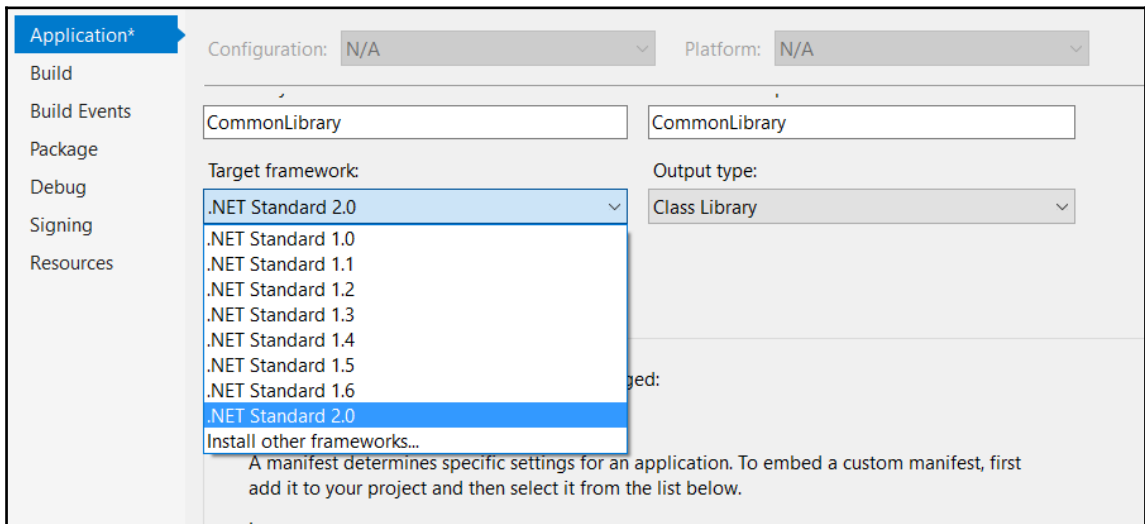 Application*
Configuration: N/A
Platform: N/A
Build
Build Events
Package
Debug
Signing
Resources
CommonLibrary
CommonLibrary
Target framework:
Output type:
.NET Standard 2.0
Class Library
.NET Standard 1.0
.NET Standard 1.1
.NET Standard 1.2
.NET Standard 1.3
.NET Standard 1.4
.NET Standard 1.5
.NET Standard 1.6
.NET Standard 2.0
Install other frameworks...
ged:
A manifest determines specific settings for an application. To embed a custom manifest, first
add it to your project and then select it from the list below.